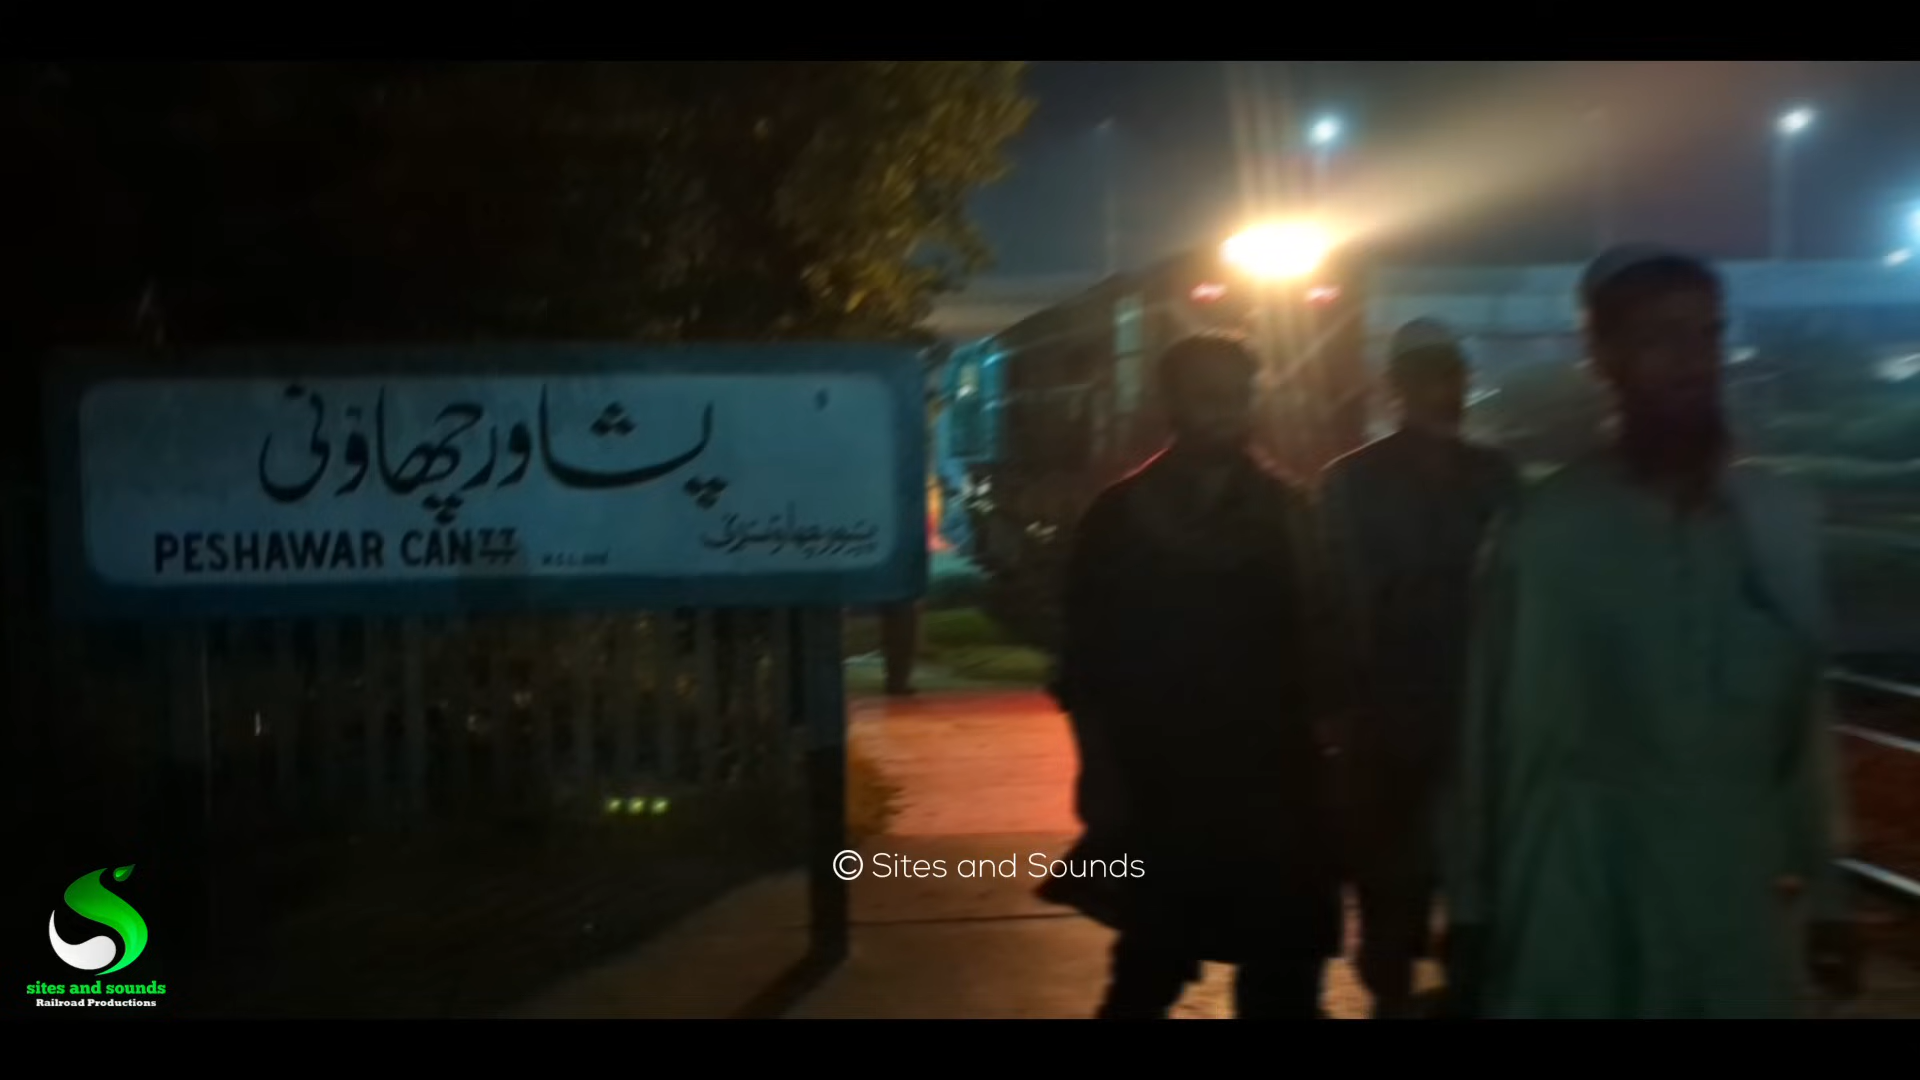 پشاور چھاؤنی
PESHAWAR CANTT
© Sites and Sounds
sites and sounds
Railroad Productions